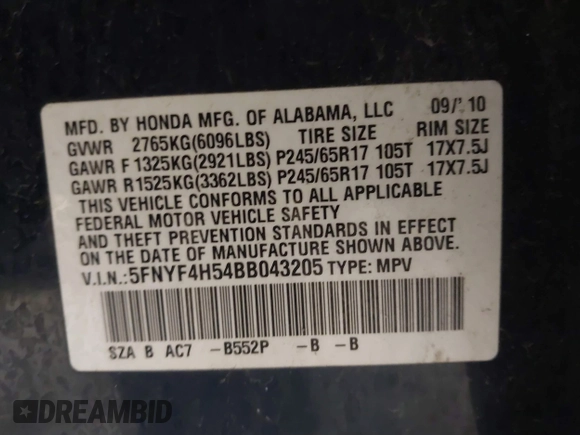 MFD. BY HONDA MFG. OF ALABAMA, LLC 09/'10
GVWR 2765KG(6096LBS) TIRE SIZE RIM SIZE
GAWR F 1325KG(2921LBS) P245/65R17 105T 17X7.5J
GAWR R1525KG(3362LBS) P245/65R17 105T 17X7.5J
THIS VEHICLE CONFORMS TO ALL APPLICABLE
FEDERAL MOTOR VEHICLE SAFETY
AND THEFT PREVENTION STANDARDS IN EFFECT
ON THE DATE OF MANUFACTURE SHOWN ABOVE.
V.I.N.:5FNYF4H54BB043205 TYPE: MPV
SZA B AC7 -B552P -B -B
DREAMBID